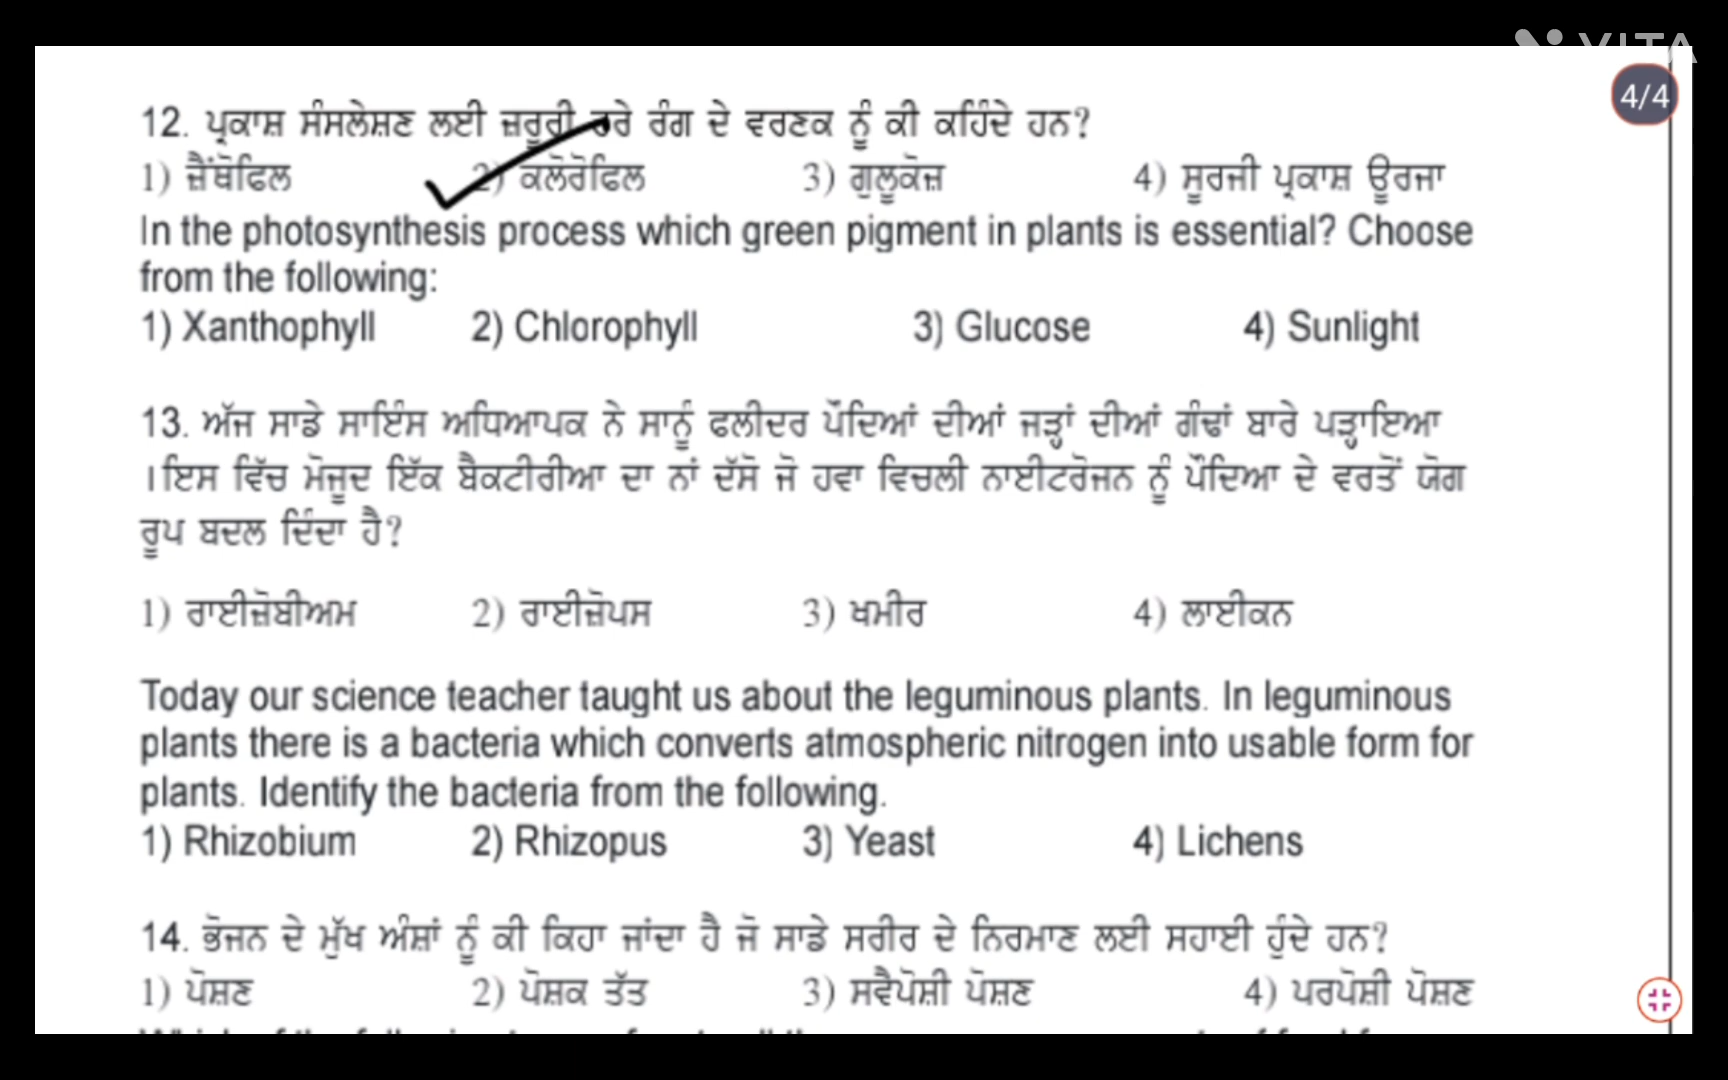 VITA
4/4
12. ਪ੍ਰਕਾਸ਼ ਸੰਸਲੇਸ਼ਣ ਲਈ ਜ਼ਰੂਰੀ ਹਰੇ ਰੰਗ ਦੇ ਵਰਣਕ ਨੂੰ ਕੀ ਕਹਿੰਦੇ ਹਨ?
1) ਜ਼ੈਂਥੋਫਿਲ 2) ਕਲੋਰੋਫਿਲ 3) ਗੁਲੂਕੋਜ਼ 4) ਸੂਰਜੀ ਪ੍ਰਕਾਸ਼ ਊਰਜਾ
In the photosynthesis process which green pigment in plants is essential? Choose
from the following:
1) Xanthophyll 2) Chlorophyll 3) Glucose 4) Sunlight
13. ਅੱਜ ਸਾਡੇ ਸਾਇੰਸ ਅਧਿਆਪਕ ਨੇ ਸਾਨੂੰ ਫਲੀਦਰ ਪੌਦਿਆਂ ਦੀਆਂ ਜੜ੍ਹਾਂ ਦੀਆਂ ਗੰਢਾਂ ਬਾਰੇ ਪੜ੍ਹਾਇਆ
।ਇਸ ਵਿੱਚ ਮੋਜੂਦ ਇੱਕ ਬੈਕਟੀਰੀਆ ਦਾ ਨਾਂ ਦੱਸੋ ਜੋ ਹਵਾ ਵਿਚਲੀ ਨਾਈਟਰੋਜਨ ਨੂੰ ਪੌਦਿਆ ਦੇ ਵਰਤੋਂ ਯੋਗ
ਰੂਪ ਬਦਲ ਦਿੰਦਾ ਹੈ?
1) ਰਾਈਜ਼ੋਬੀਅਮ 2) ਰਾਈਜ਼ੋਪਸ 3) ਖਮੀਰ 4) ਲਾਈਕਨ
Today our science teacher taught us about the leguminous plants. In leguminous
plants there is a bacteria which converts atmospheric nitrogen into usable form for
plants. Identify the bacteria from the following.
1) Rhizobium 2) Rhizopus 3) Yeast 4) Lichens
14. ਭੋਜਨ ਦੇ ਮੁੱਖ ਅੰਸ਼ਾਂ ਨੂੰ ਕੀ ਕਿਹਾ ਜਾਂਦਾ ਹੈ ਜੋ ਸਾਡੇ ਸਰੀਰ ਦੇ ਨਿਰਮਾਣ ਲਈ ਸਹਾਈ ਹੁੰਦੇ ਹਨ?
1) ਪੋਸ਼ਣ 2) ਪੋਸ਼ਕ ਤੱਤ 3) ਸਵੈਪੋਸ਼ੀ ਪੋਸ਼ਣ 4) ਪਰਪੋਸ਼ੀ ਪੋਸ਼ਣ